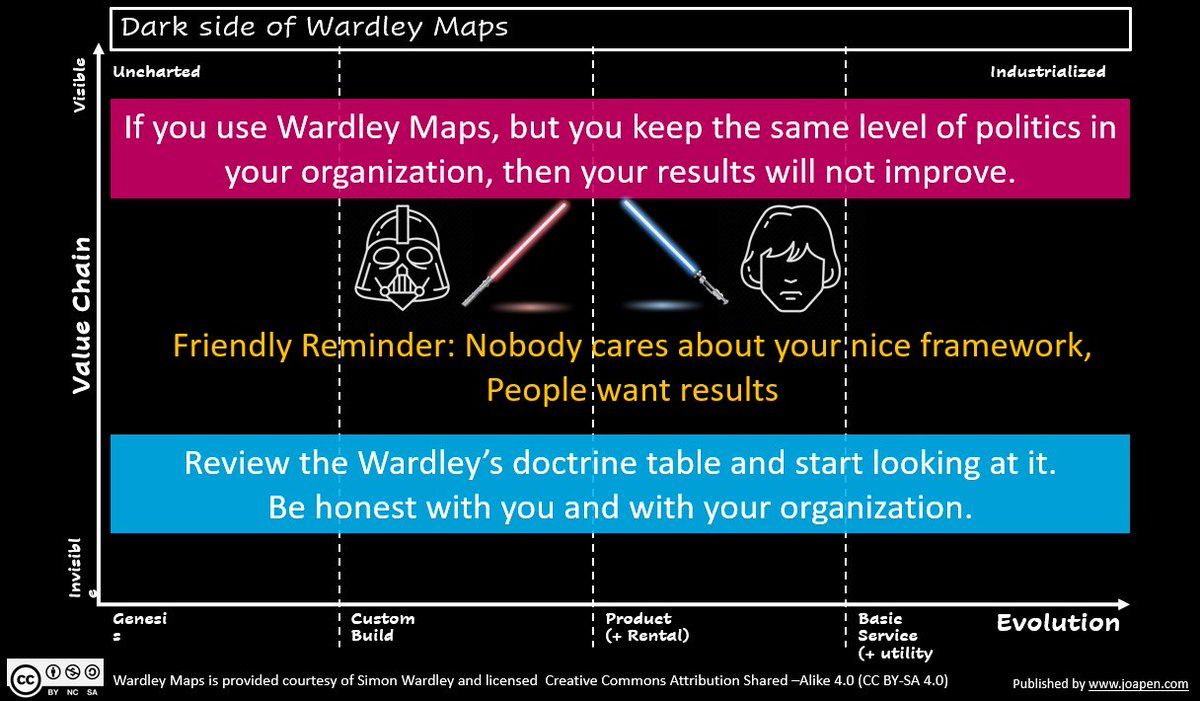 Dark side of Wardley Maps
Visible
Uncharted
Industrialized
If you use Wardley Maps, but you keep the same level of politics in
your organization, then your results will not improve.
Value Chain
Friendly Reminder: Nobody cares about your nice framework,
People want results
Review the Wardley’s doctrine table and start looking at it.
Be honest with you and with your organization.
Invisibl
e
Genesi
s
Custom
Build
Product
(+ Rental)
Basic
Service
(+ utility
Evolution
cc
BY NC SA
Wardley Maps is provided courtesy of Simon Wardley and licensed Creative Commons Attribution Shared –Alike 4.0 (CC BY-SA 4.0)
Published by www.joapen.com